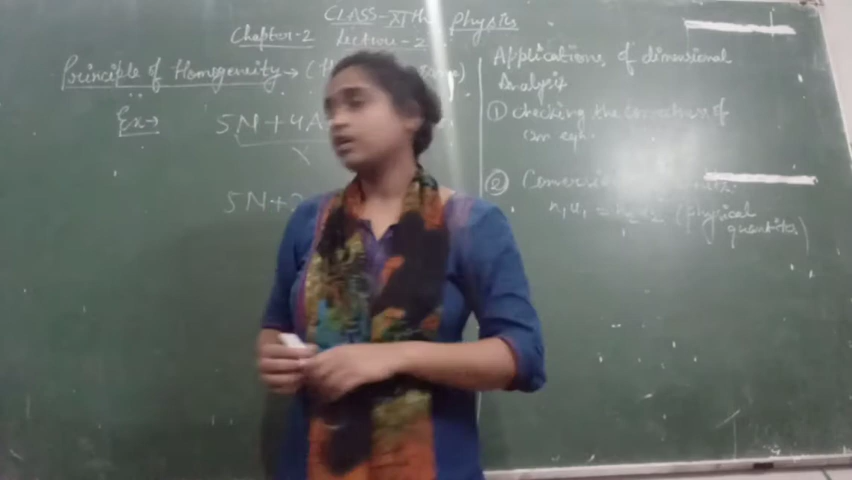 CLASS-XIth Physics
Chapter-2 Lecture-2
Principle of Homogeneity → (
Ex→ 5N + 4A
5N+2
Applications of dimensional
Analysis
① Checking the correctness of
an eqn.
②
n₁u₁ = n₂u₂ (physical
quantities)